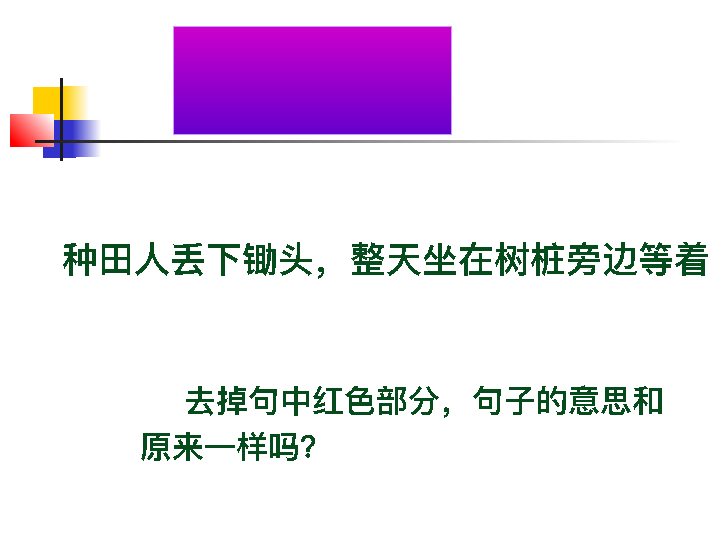 种田人丢下锄头，整天坐在树桩旁边等着
去掉句中红色部分，句子的意思和
原来一样吗？